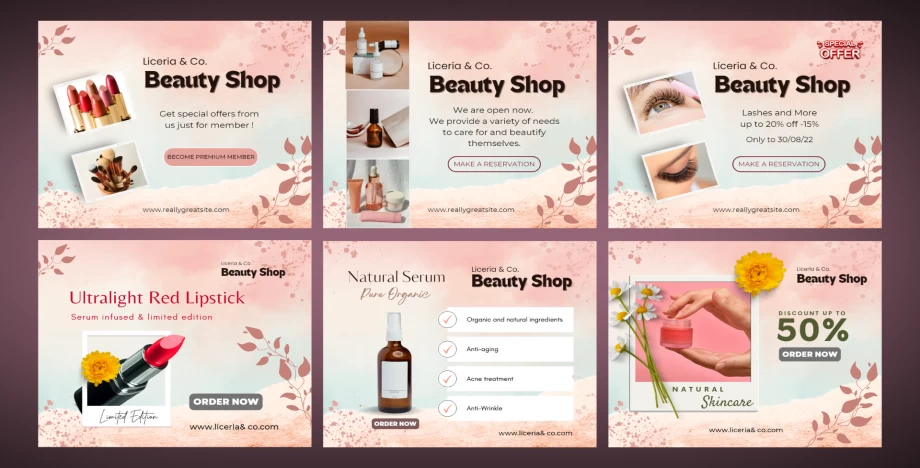 Liceria & Co.
Beauty Shop
Get special offers from
us just for member !
BECOME PREMIUM MEMBER
www.reallygreatsite.com
Liceria & Co.
Beauty Shop
We are open now.
We provide a variety of needs
to care for and beautify
themselves.
MAKE A RESERVATION
www.reallygreatsite.com
SPECIAL
OFFER
Liceria & Co.
Beauty Shop
Lashes and More
up to 20% off -15%
Only to 30/08/22
MAKE A RESERVATION
www.reallygreatsite.com
Liceria & Co.
Beauty Shop
Ultralight Red Lipstick
Serum infused & limited edition
Limited Edition
ORDER NOW
www.liceria& co.com
Natural Serum
Pure Organic
Liceria & Co.
Beauty Shop
Organic and natural ingredients
Anti-aging
Acne treatment
Anti-Wrinkle
ORDER NOW
www.liceria& co.com
Liceria & Co.
Beauty Shop
DISCOUNT UP TO
50%
ORDER NOW
NATURAL
Skincare
www.liceria& co.com